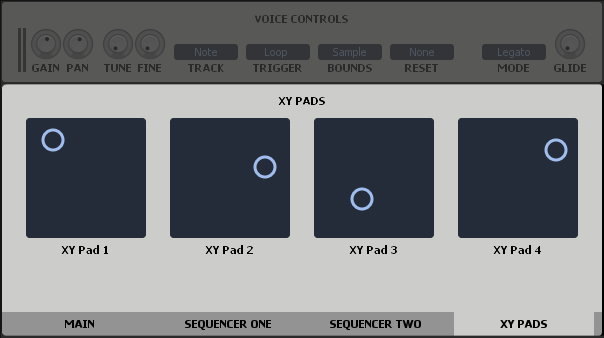 VOICE CONTROLS
Note Loop Sample None Legato
GAIN PAN TUNE FINE TRACK TRIGGER BOUNDS RESET MODE GLIDE
XY PADS
XY Pad 1 XY Pad 2 XY Pad 3 XY Pad 4
MAIN SEQUENCER ONE SEQUENCER TWO XY PADS